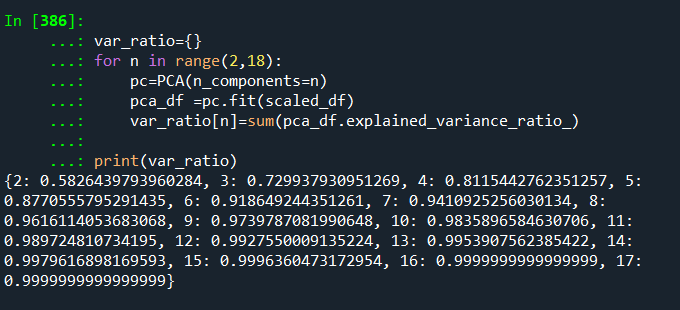 In [386]:
...: var_ratio={}
...: for n in range(2,18):
...:     pc=PCA(n_components=n)
...:     pca_df =pc.fit(scaled_df)
...:     var_ratio[n]=sum(pca_df.explained_variance_ratio_)
...:
...: print(var_ratio)
{2: 0.5826439793960284, 3: 0.729937930951269, 4: 0.8115442762351257, 5:
0.8770555795291435, 6: 0.918649244351261, 7: 0.9410925256030134, 8:
0.9616114053683068, 9: 0.9739787081990648, 10: 0.9835896584630706, 11:
0.989724810734195, 12: 0.9927550009135224, 13: 0.9953907562385422, 14:
0.9979616898169593, 15: 0.9996360473172954, 16: 0.9999999999999999, 17:
0.9999999999999999}